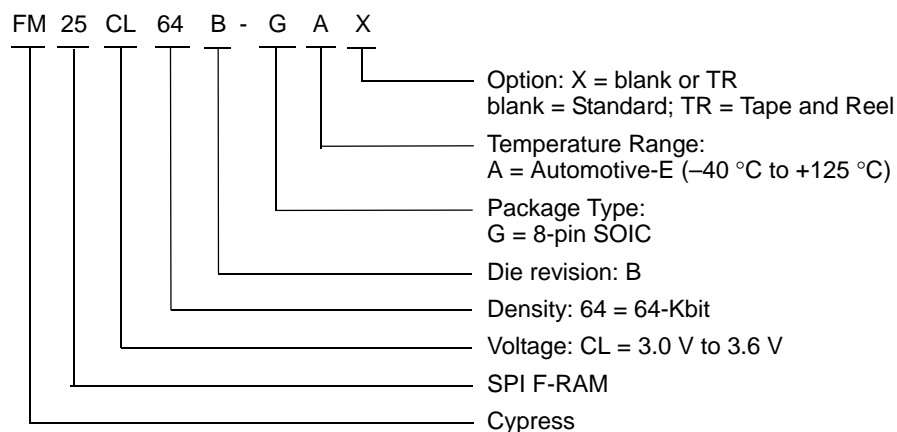 FM 25 CL 64 B - G A X
Option: X = blank or TR
blank = Standard; TR = Tape and Reel
Temperature Range:
A = Automotive-E (–40 °C to +125 °C)
Package Type:
G = 8-pin SOIC
Die revision: B
Density: 64 = 64-Kbit
Voltage: CL = 3.0 V to 3.6 V
SPI F-RAM
Cypress